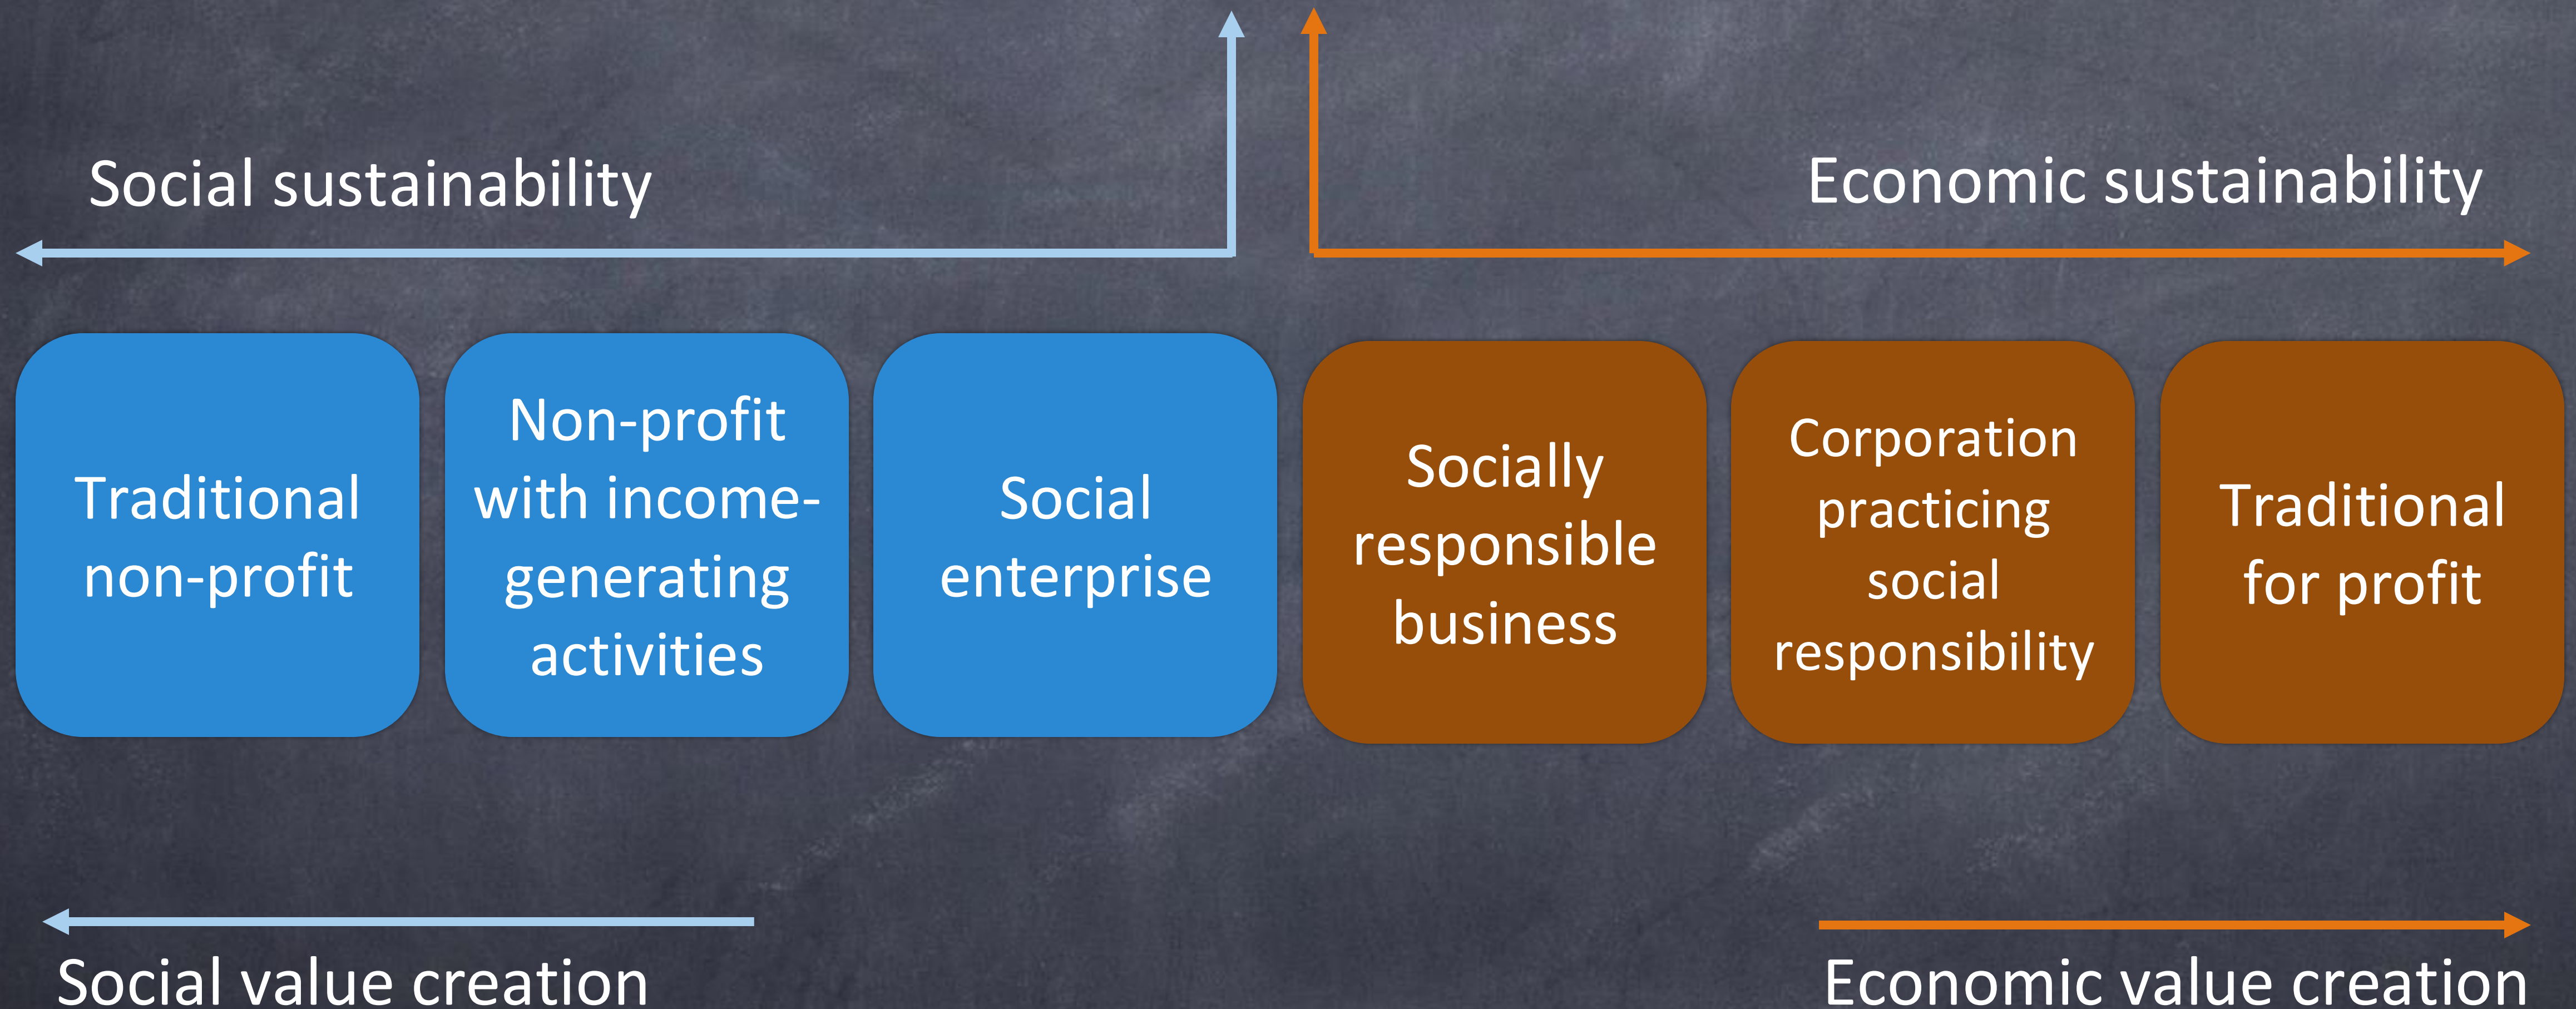 Social sustainability
Economic sustainability
Traditional
non-profit
Non-profit
with income-
generating
activities
Social
enterprise
Socially
responsible
business
Corporation
practicing
social
responsibility
Traditional
for profit
Social value creation
Economic value creation